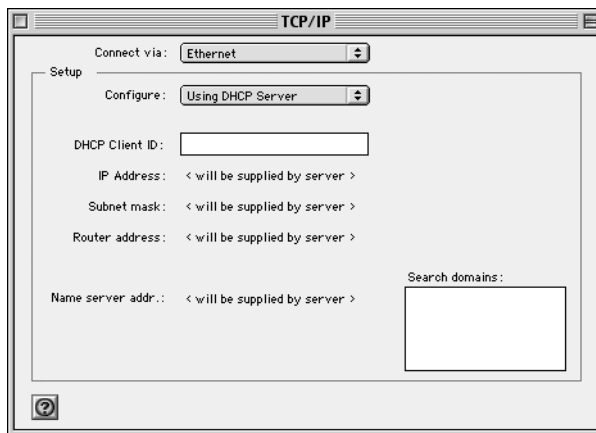 TCP/IP
Connect via: Ethernet
Setup
Configure: Using DHCP Server
DHCP Client ID:
IP Address: < will be supplied by server >
Subnet mask: < will be supplied by server >
Router address: < will be supplied by server >
Search domains:
Name server addr.: < will be supplied by server >
?